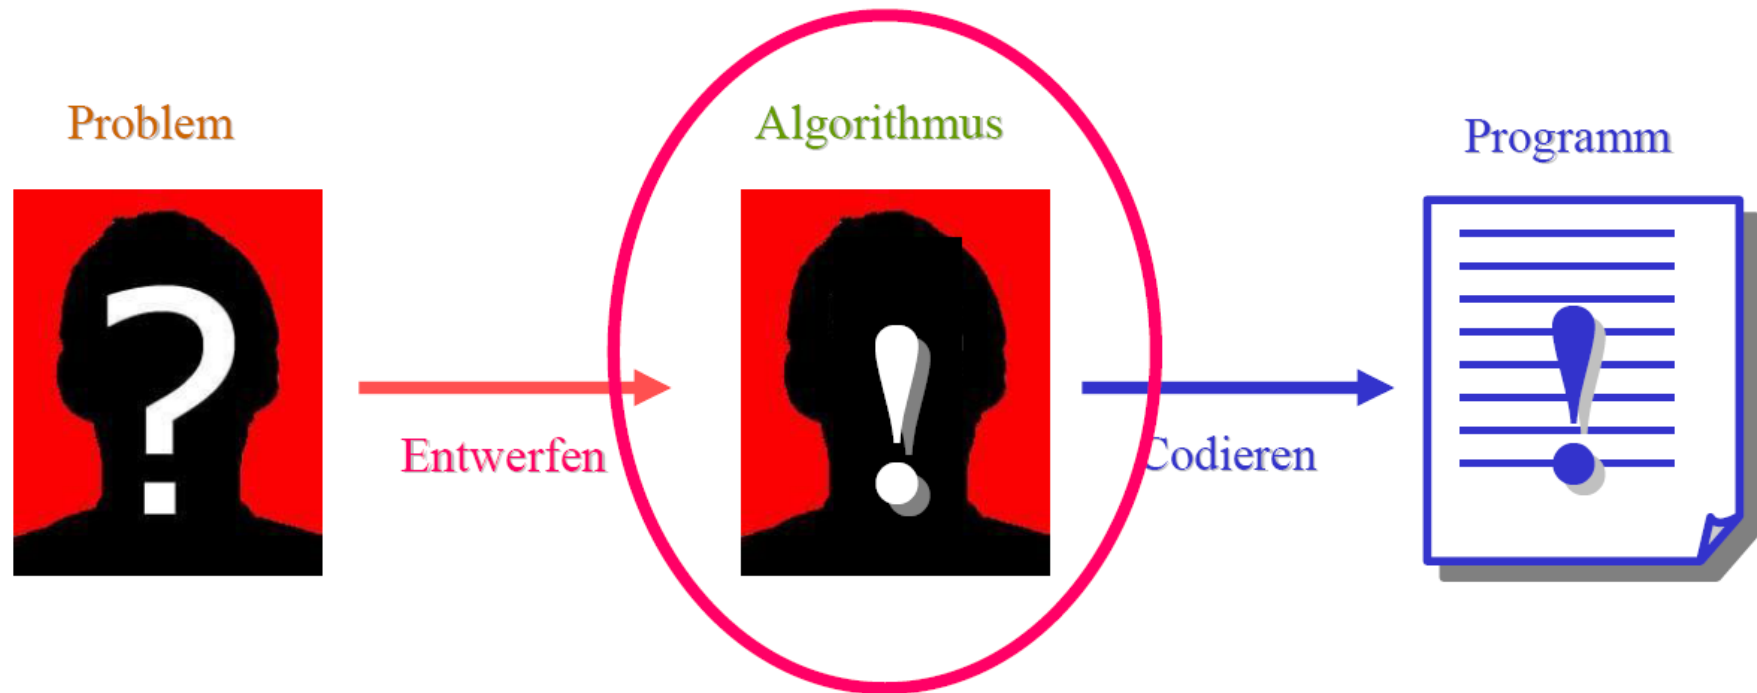 Problem
Algorithmus
Programm
?
!
!
Entwerfen
Codieren